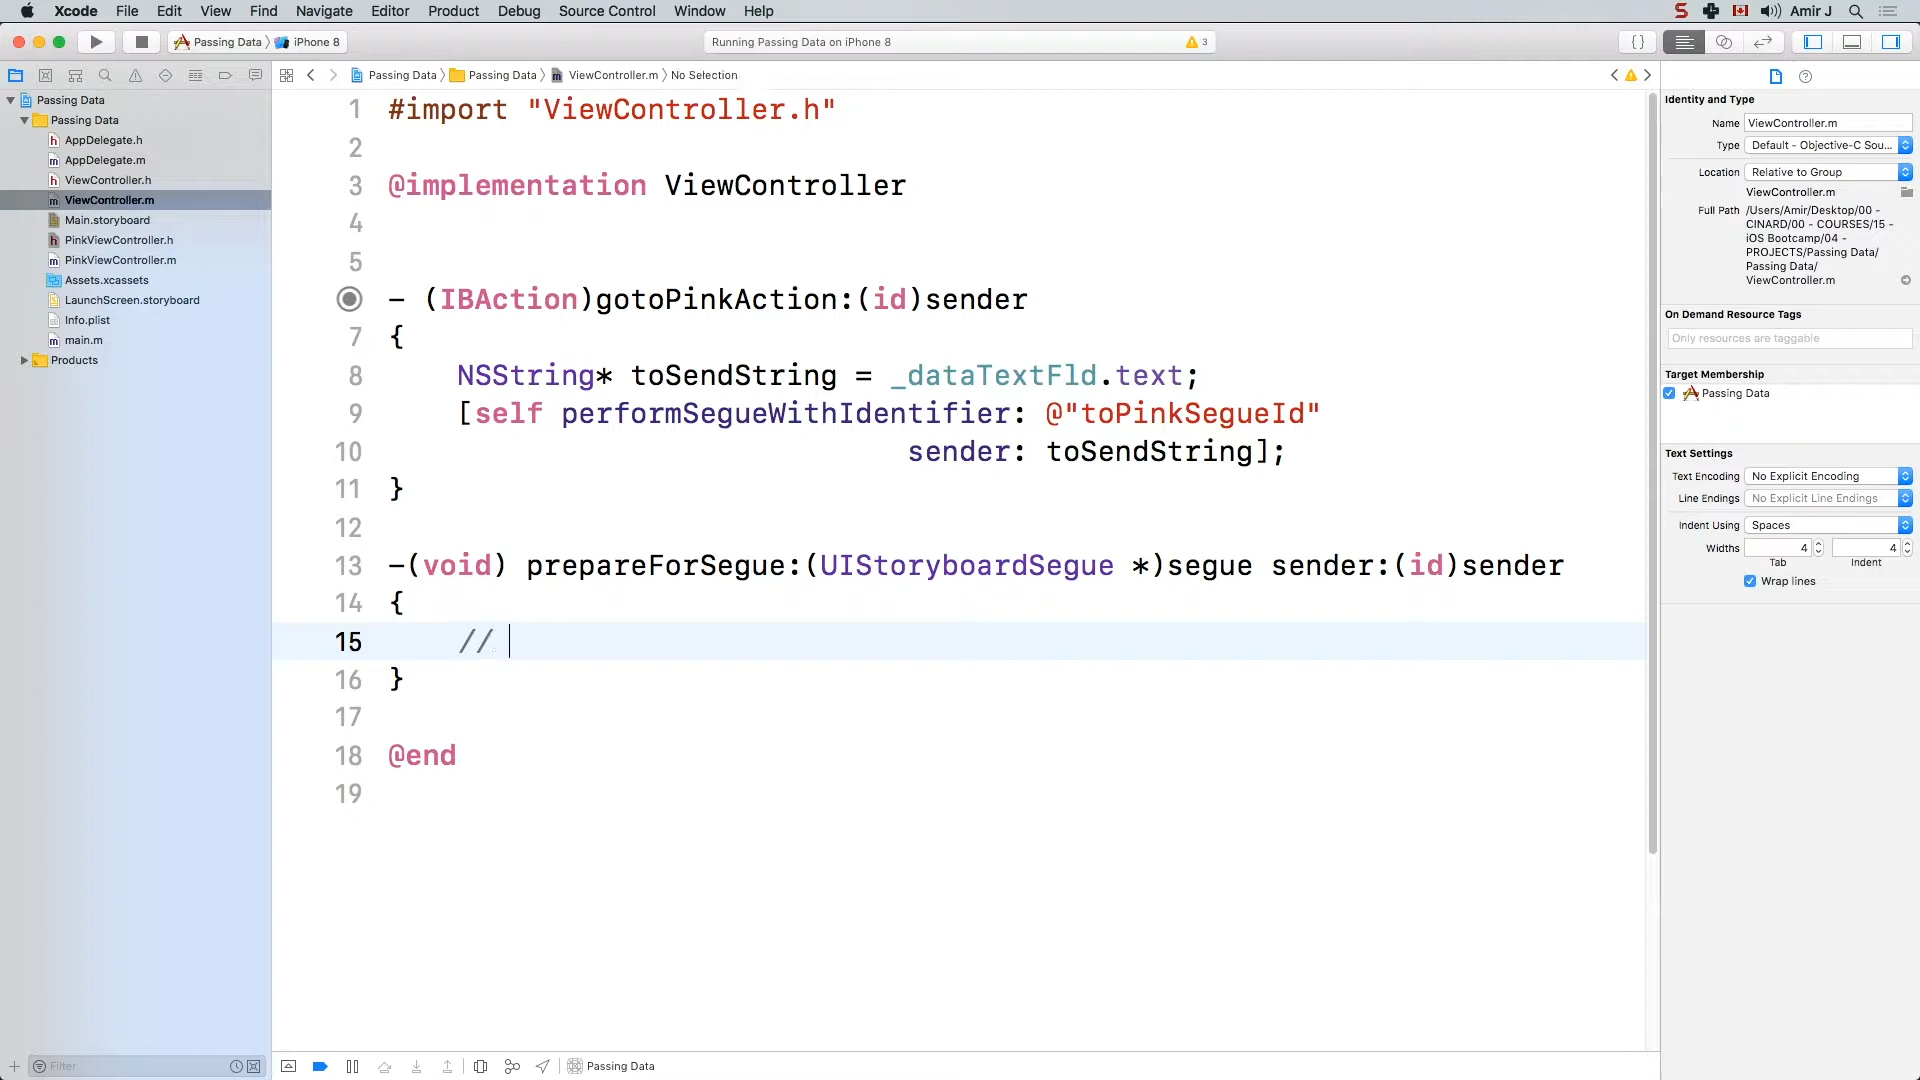 Xcode File Edit View Find Navigate Editor Product Debug Source Control Window Help
Amir J
Passing Data 〉 iPhone 8
Running Passing Data on iPhone 8
3
{ }
Passing Data 〉 Passing Data 〉 ViewController.m 〉 No Selection
Passing Data
Passing Data
AppDelegate.h
AppDelegate.m
ViewController.h
ViewController.m
Main.storyboard
PinkViewController.h
PinkViewController.m
Assets.xcassets
LaunchScreen.storyboard
Info.plist
main.m
Products
Filter
1 #import "ViewController.h"
2
3 @implementation ViewController
4
5
- (IBAction)gotoPinkAction:(id)sender
7 {
8 NSString* toSendString = _dataTextFld.text;
9 [self performSegueWithIdentifier: @"toPinkSegueId"
10 sender: toSendString];
11 }
12
13 -(void) prepareForSegue:(UIStoryboardSegue *)segue sender:(id)sender
14 {
15 //
16 }
17
18 @end
19
Passing Data
Identity and Type
Name ViewController.m
Type Default - Objective-C Sou...
Location Relative to Group
ViewController.m
Full Path /Users/Amir/Desktop/00 -
CINARD/00 - COURSES/15 -
iOS Bootcamp/04 -
PROJECTS/Passing Data/
Passing Data/
ViewController.m
On Demand Resource Tags
Only resources are taggable
Target Membership
Passing Data
Text Settings
Text Encoding No Explicit Encoding
Line Endings No Explicit Line Endings
Indent Using Spaces
Widths 4 4
Tab Indent
Wrap lines